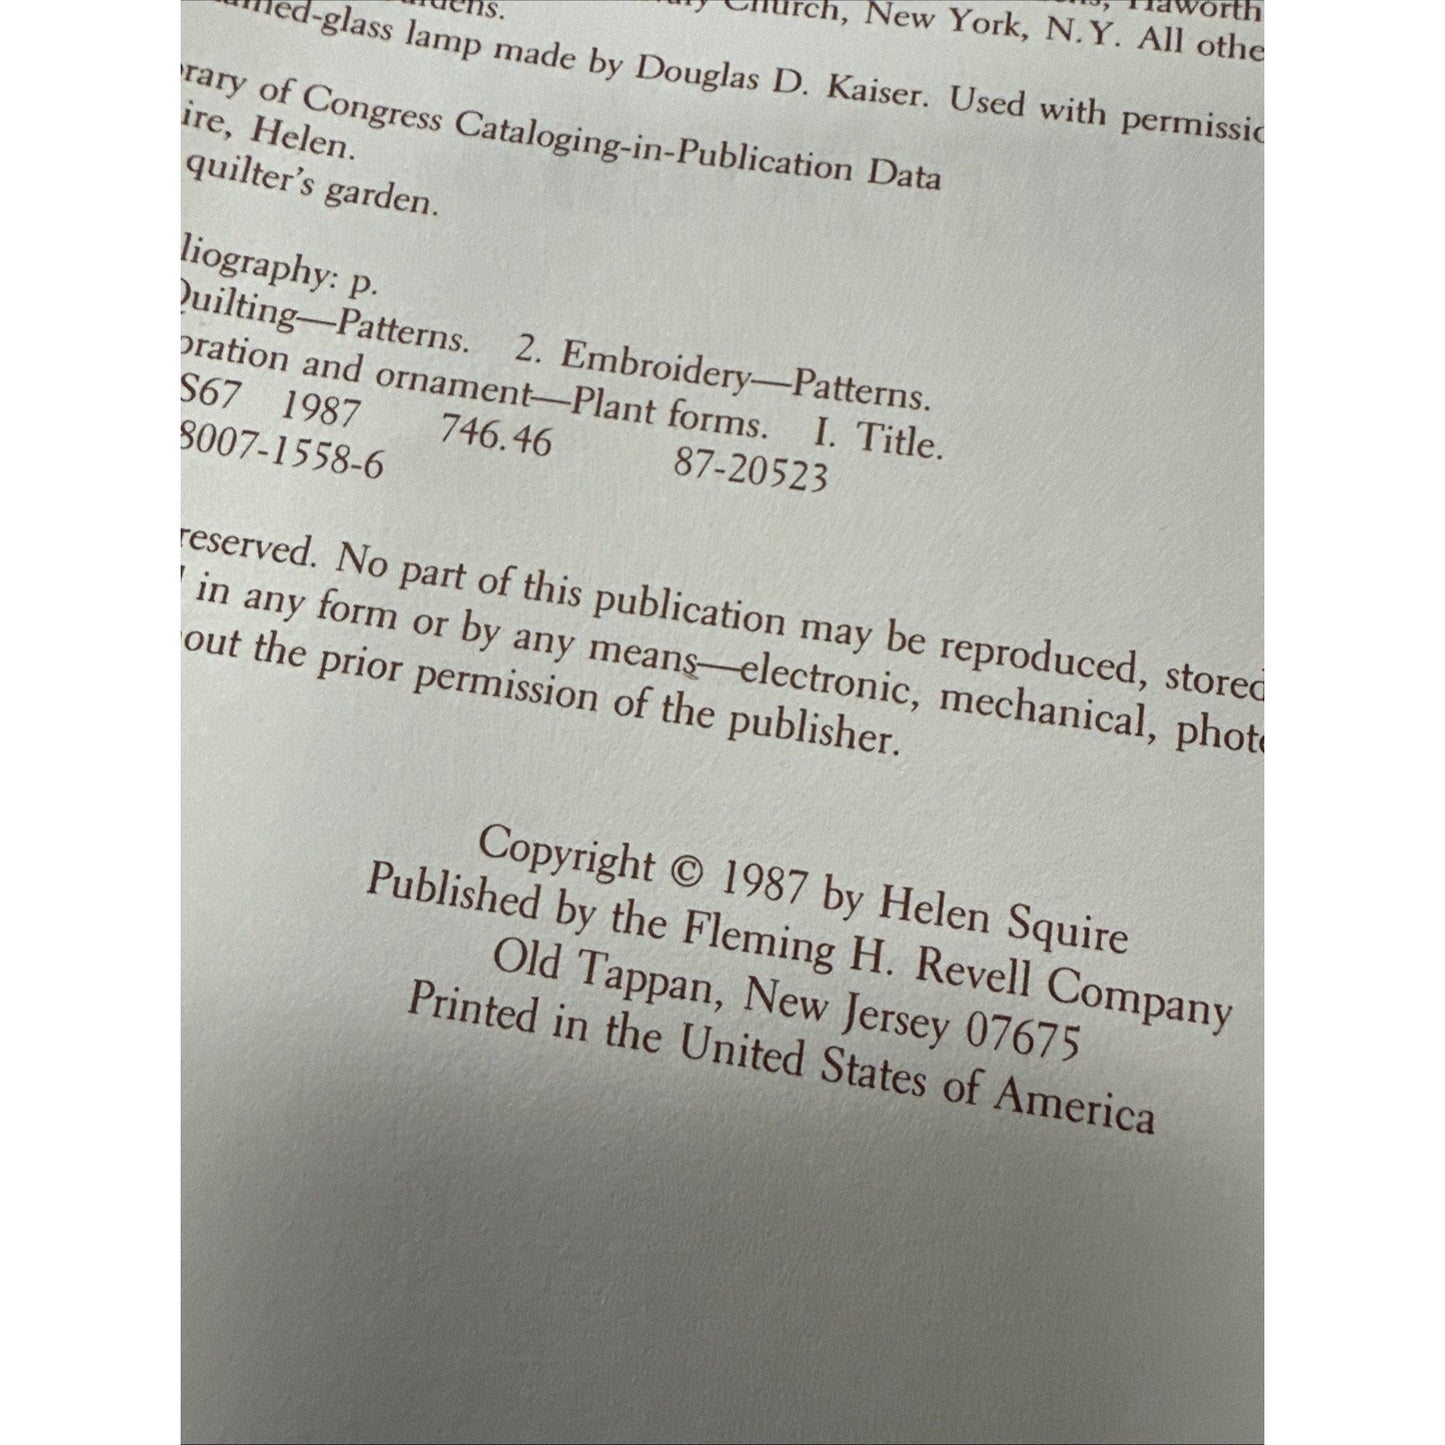 Church, New York, N.Y. All othe
-glass lamp made by Douglas D. Kaiser. Used with permissio
rary of Congress Cataloging-in-Publication Data
ire, Helen.
quilter's garden.
liography: p.
Quilting—Patterns. 2. Embroidery—Patterns.
oration and ornament—Plant forms. I. Title.
S67 1987 746.46 87-20523
8007-1558-6
reserved. No part of this publication may be reproduced, stored
in any form or by any means—electronic, mechanical, photo
out the prior permission of the publisher.
Copyright © 1987 by Helen Squire
Published by the Fleming H. Revell Company
Old Tappan, New Jersey 07675
Printed in the United States of America